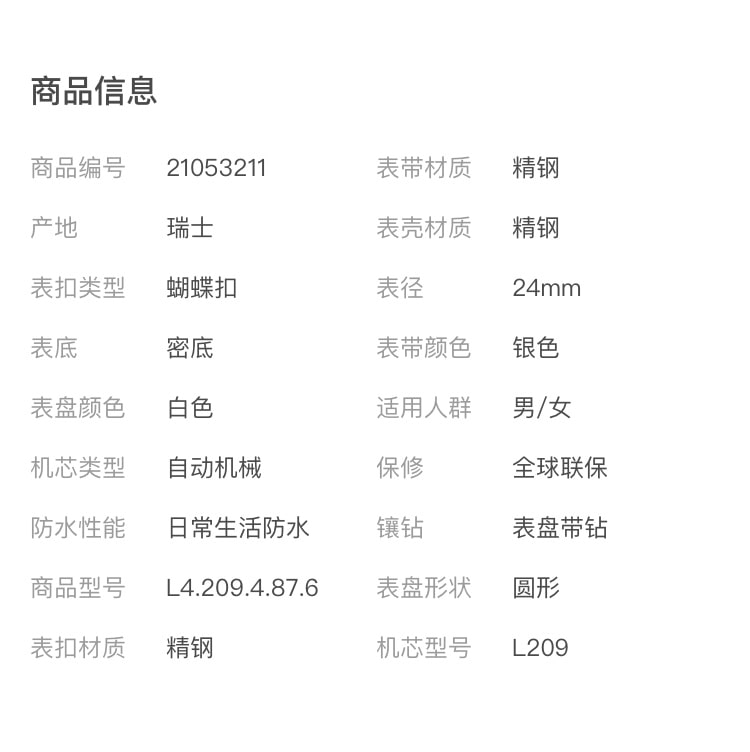 商品信息
商品编号 21053211 表带材质 精钢
产地 瑞士 表壳材质 精钢
表扣类型 蝴蝶扣 表径 24mm
表底 密底 表带颜色 银色
表盘颜色 白色 适用人群 男/女
机芯类型 自动机械 保修 全球联保
防水性能 日常生活防水 镶钻 表盘带钻
商品型号 L4.209.4.87.6 表盘形状 圆形
表扣材质 精钢 机芯型号 L209